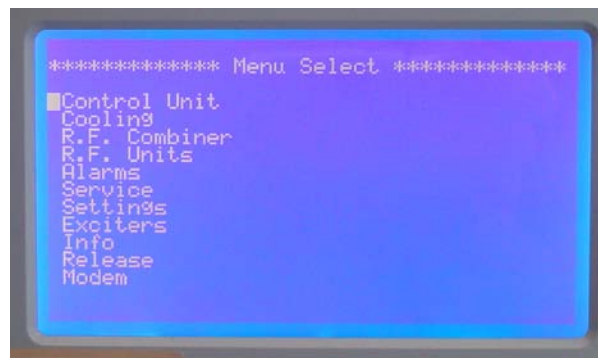 ************* Menu Select *************
Control Unit
Cooling
R.F. Combiner
R.F. Units
Alarms
Service
Settings
Exciters
Info
Release
Modem